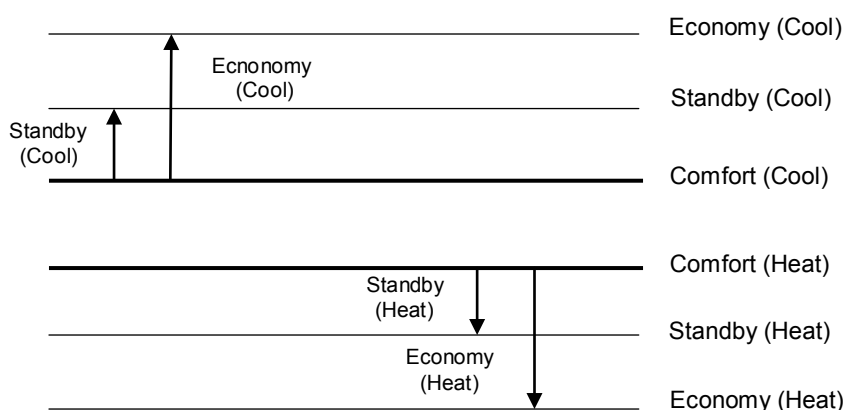 Economy (Cool)
Ecnonomy
(Cool)
Standby (Cool)
Standby
(Cool)
Comfort (Cool)
Comfort (Heat)
Standby
(Heat)
Standby (Heat)
Economy
(Heat)
Economy (Heat)